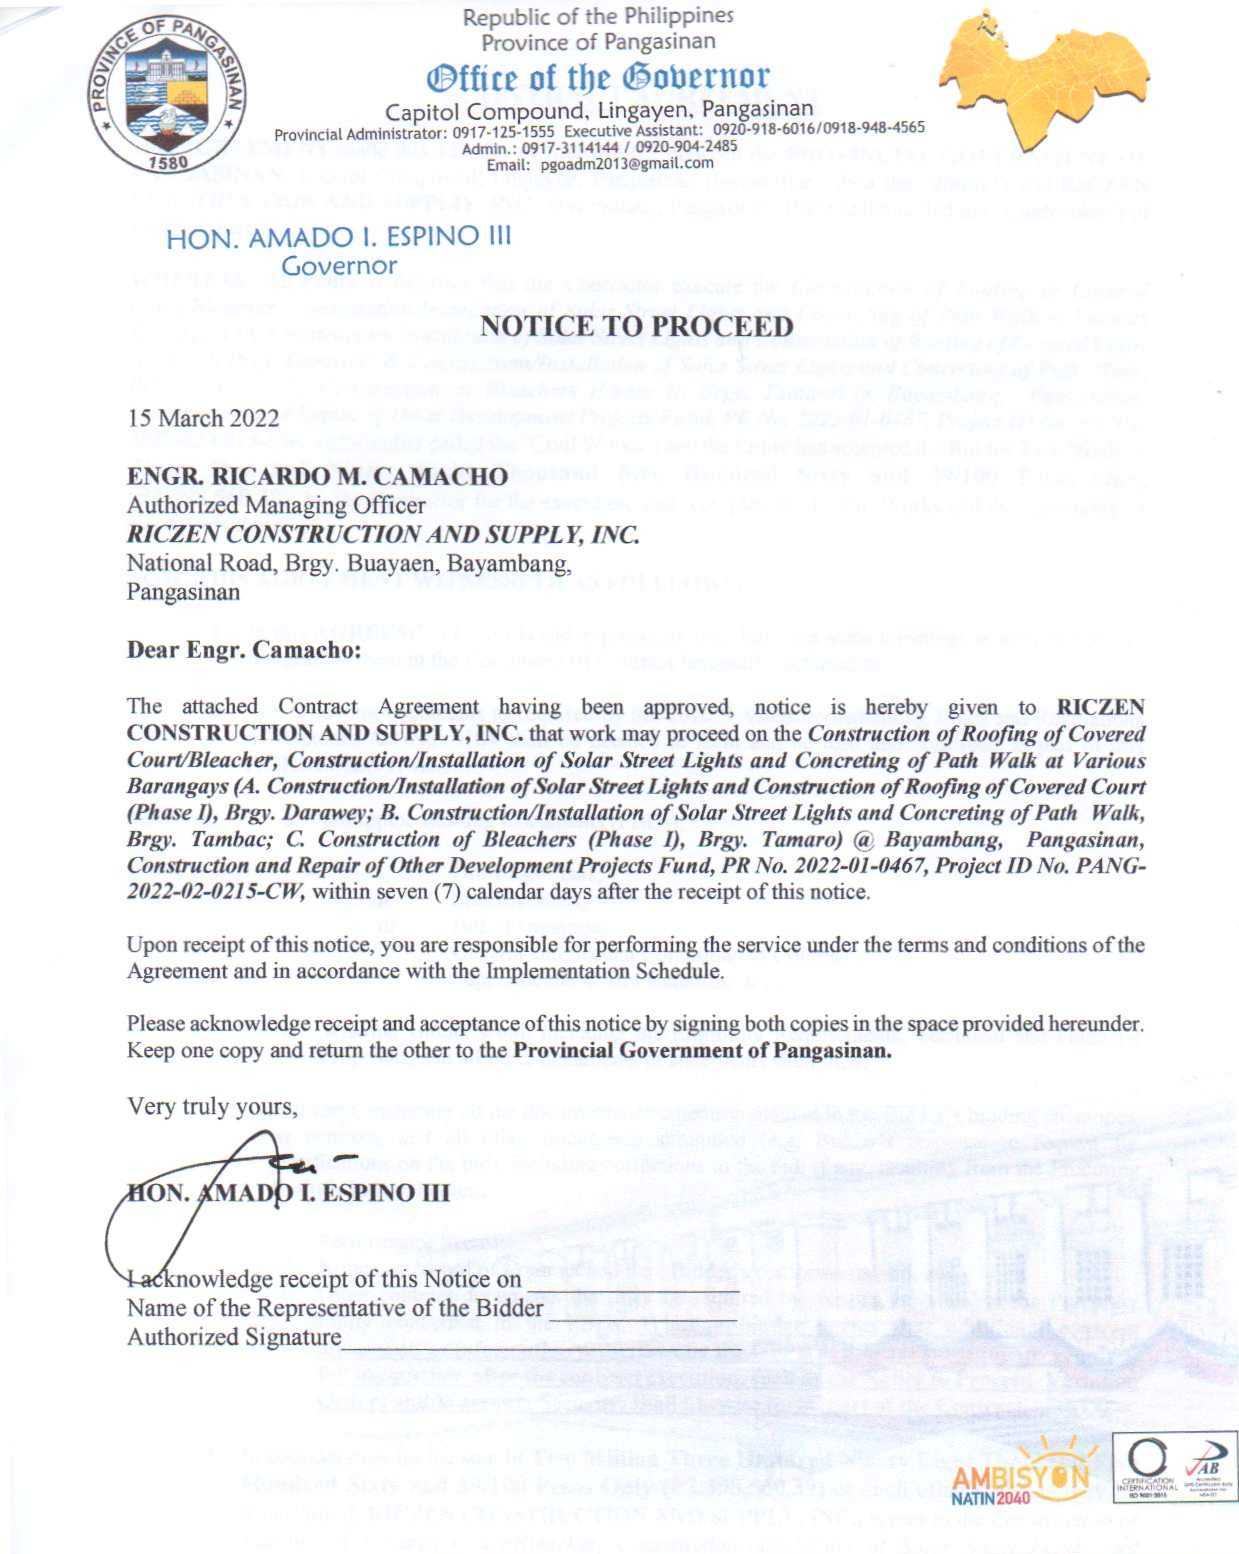 Republic of the Philippines
Province of Pangasinan
Office of the Governor
Capitol Compound, Lingayen, Pangasinan
Provincial Administrator: 0917-125-1555 Executive Assistant: 0920-918-6016/0918-948-4565
Admin.: 0917-3114144 / 0920-904-2485
Email: pgoadm2013@gmail.com
PROVINCE OF PANGASINAN
1580
HON. AMADO I. ESPINO III
Governor
NOTICE TO PROCEED
15 March 2022
ENGR. RICARDO M. CAMACHO
Authorized Managing Officer
RICZEN CONSTRUCTION AND SUPPLY, INC.
National Road, Brgy. Buayaen, Bayambang,
Pangasinan
Dear Engr. Camacho:
The attached Contract Agreement having been approved, notice is hereby given to RICZEN
CONSTRUCTION AND SUPPLY, INC. that work may proceed on the Construction of Roofing of Covered
Court/Bleacher, Construction/Installation of Solar Street Lights and Concreting of Path Walk at Various
Barangays (A. Construction/Installation of Solar Street Lights and Construction of Roofing of Covered Court
(Phase I), Brgy. Darawey; B. Construction/Installation of Solar Street Lights and Concreting of Path Walk,
Brgy. Tambac; C. Construction of Bleachers (Phase I), Brgy. Tamaro) @ Bayambang, Pangasinan,
Construction and Repair of Other Development Projects Fund, PR No. 2022-01-0467, Project ID No. PANG-
2022-02-0215-CW, within seven (7) calendar days after the receipt of this notice.
Upon receipt of this notice, you are responsible for performing the service under the terms and conditions of the
Agreement and in accordance with the Implementation Schedule.
Please acknowledge receipt and acceptance of this notice by signing both copies in the space provided hereunder.
Keep one copy and return the other to the Provincial Government of Pangasinan.
Very truly yours,
HON. AMADO I. ESPINO III
I acknowledge receipt of this Notice on
Name of the Representative of the Bidder
Authorized Signature
AMBISYON
NATIN 2040
CERTIFICATION
INTERNATIONAL
ISO 9001:2015
AB